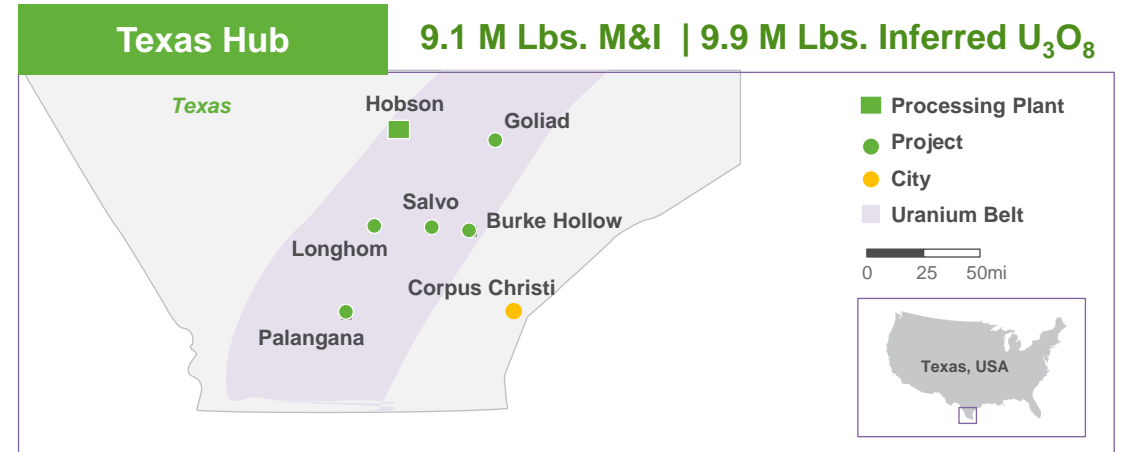 Texas Hub
9.1 M Lbs. M&I | 9.9 M Lbs. Inferred U₃O₈
Texas
Hobson
Goliad
Salvo
Burke Hollow
Longhom
Corpus Christi
Palangana
Processing Plant
Project
City
Uranium Belt
0 25 50mi
Texas, USA